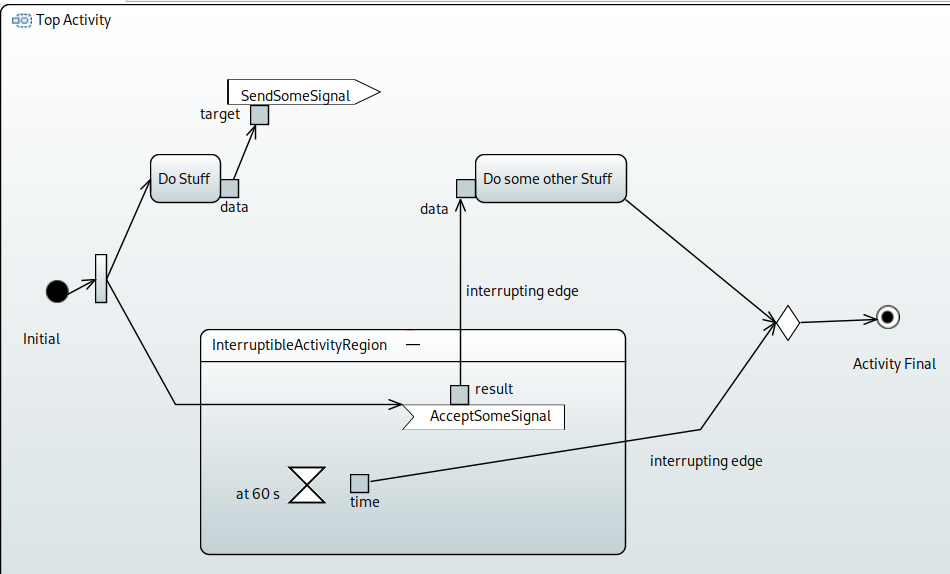 Top Activity
SendSomeSignal
target
Do Stuff
data
Do some other Stuff
data
interrupting edge
Initial
InterruptibleActivityRegion
Activity Final
result
AcceptSomeSignal
interrupting edge
at 60 s
time